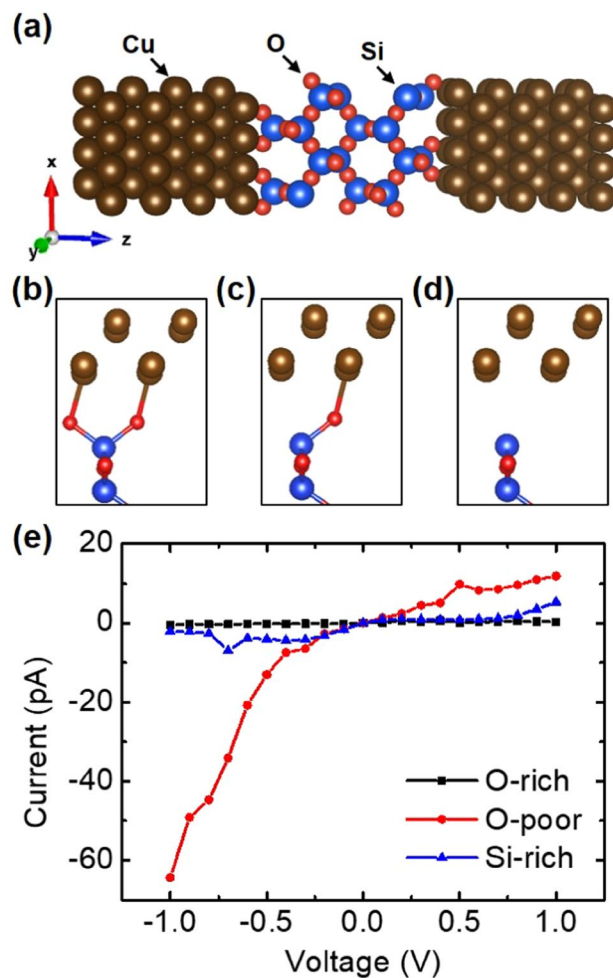 (a)
Cu
O
Si
x
y
z
(b)
(c)
(d)
(e)
20
0
-20
-40
-60
Current (pA)
O-rich
O-poor
Si-rich
-1.0 -0.5 0.0 0.5 1.0
Voltage (V)